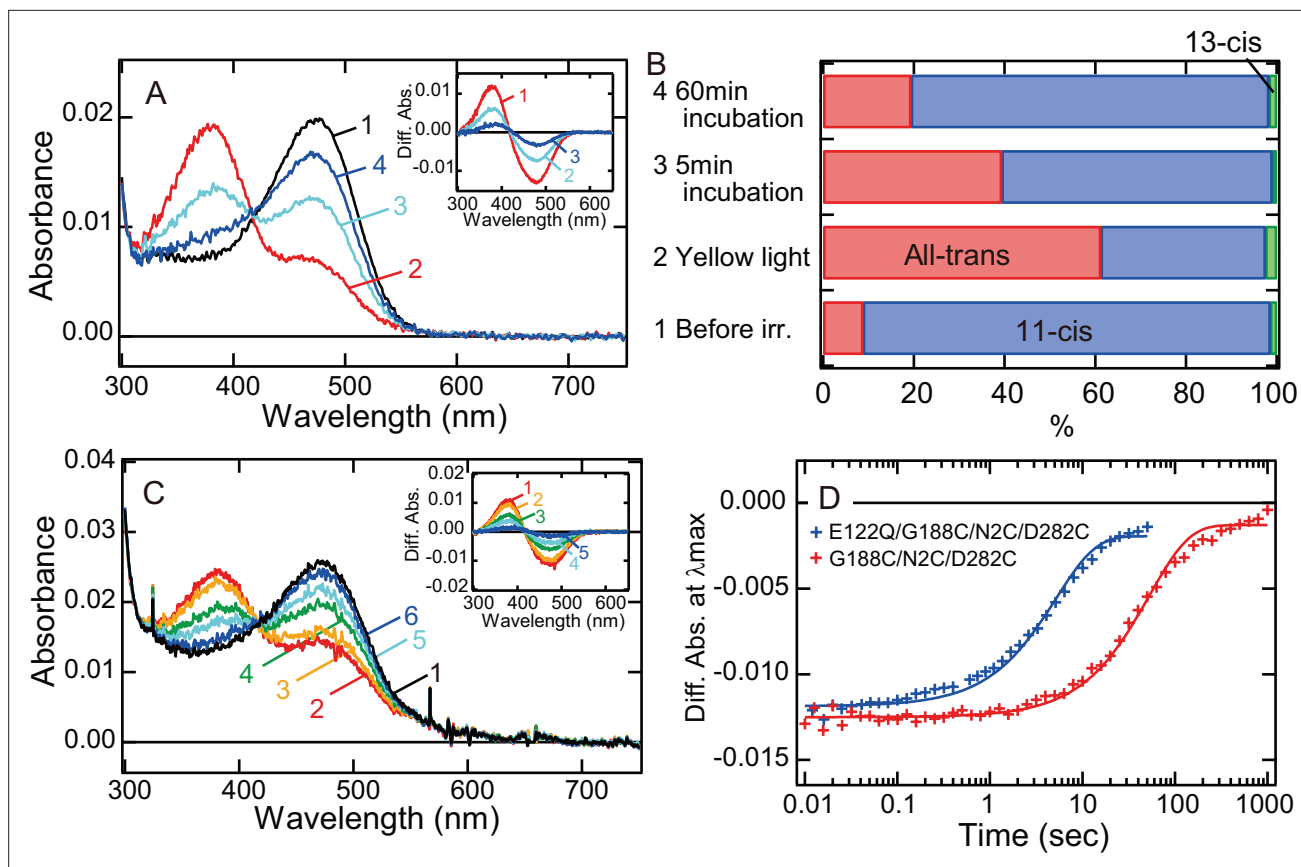 A
Absorbance
0.02
0.01
0.00
300 400 500 600 700
Wavelength (nm)
1
4
3
2
Diff. Abs.
0.01
0.00
-0.01
1
3
2
300 400 500 600
Wavelength (nm)
B
13-cis
4 60min
incubation
3 5min
incubation
2 Yellow light
1 Before irr.
All-trans
11-cis
0 20 40 60 80 100
%
C
Absorbance
0.04
0.03
0.02
0.01
0.00
300 400 500 600 700
Wavelength (nm)
6
5
1
4
3
2
Diff. Abs.
0.02
0.01
0.00
-0.01
-0.02
1
2
3
5
4
300 400 500 600
Wavelength (nm)
D
Diff. Abs. at λmax
0.000
-0.005
-0.010
-0.015
E122Q/G188C/N2C/D282C
G188C/N2C/D282C
0.01 0.1 1 10 100 1000
Time (sec)